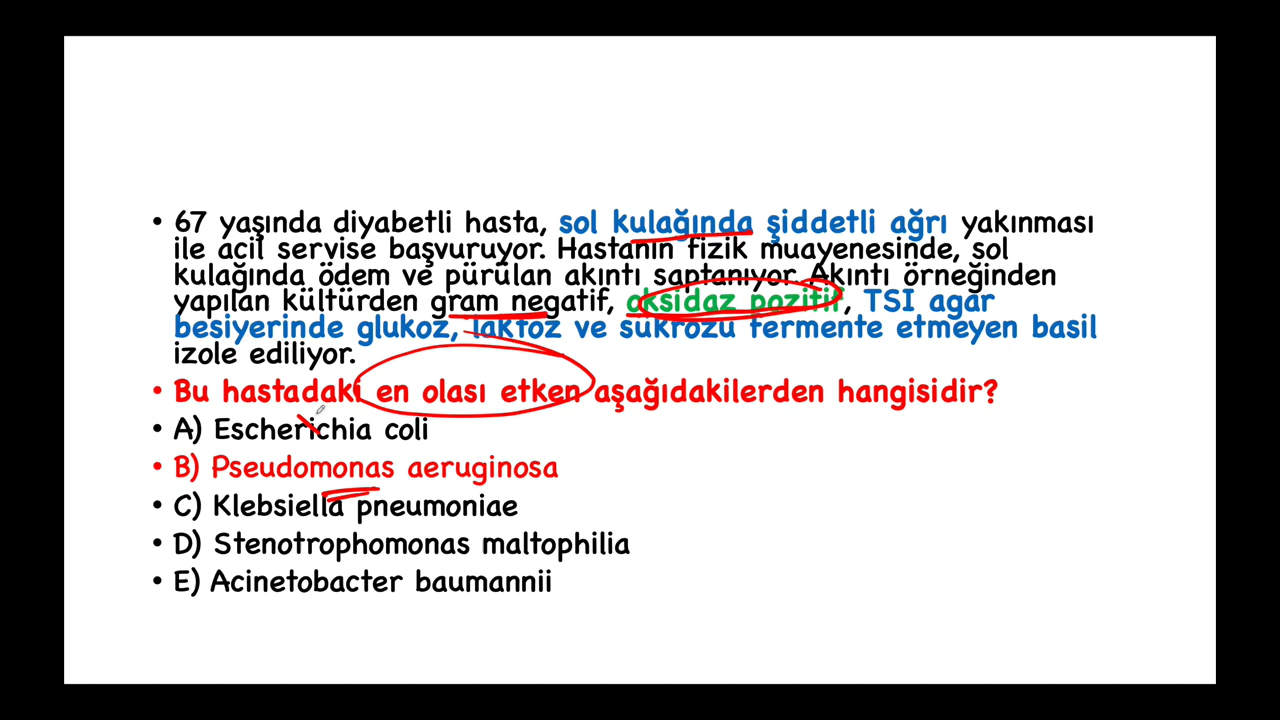 • 67 yaşında diyabetli hasta, sol kulağında şiddetli ağrı yakınması
ile acil servise başvuruyor. Hastanın fizik muayenesinde, sol
kulağında ödem ve pürülan akıntı saptanıyor. Akıntı örneğinden
yapılan kültürden gram negatif, oksidaz pozitif, TSI agar
besiyerinde glukoz, laktoz ve sükrozu fermente etmeyen basil
izole ediliyor.
• Bu hastadaki en olası etken aşağıdakilerden hangisidir?
• A) Escherichia coli
• B) Pseudomonas aeruginosa
• C) Klebsiella pneumoniae
• D) Stenotrophomonas maltophilia
• E) Acinetobacter baumannii